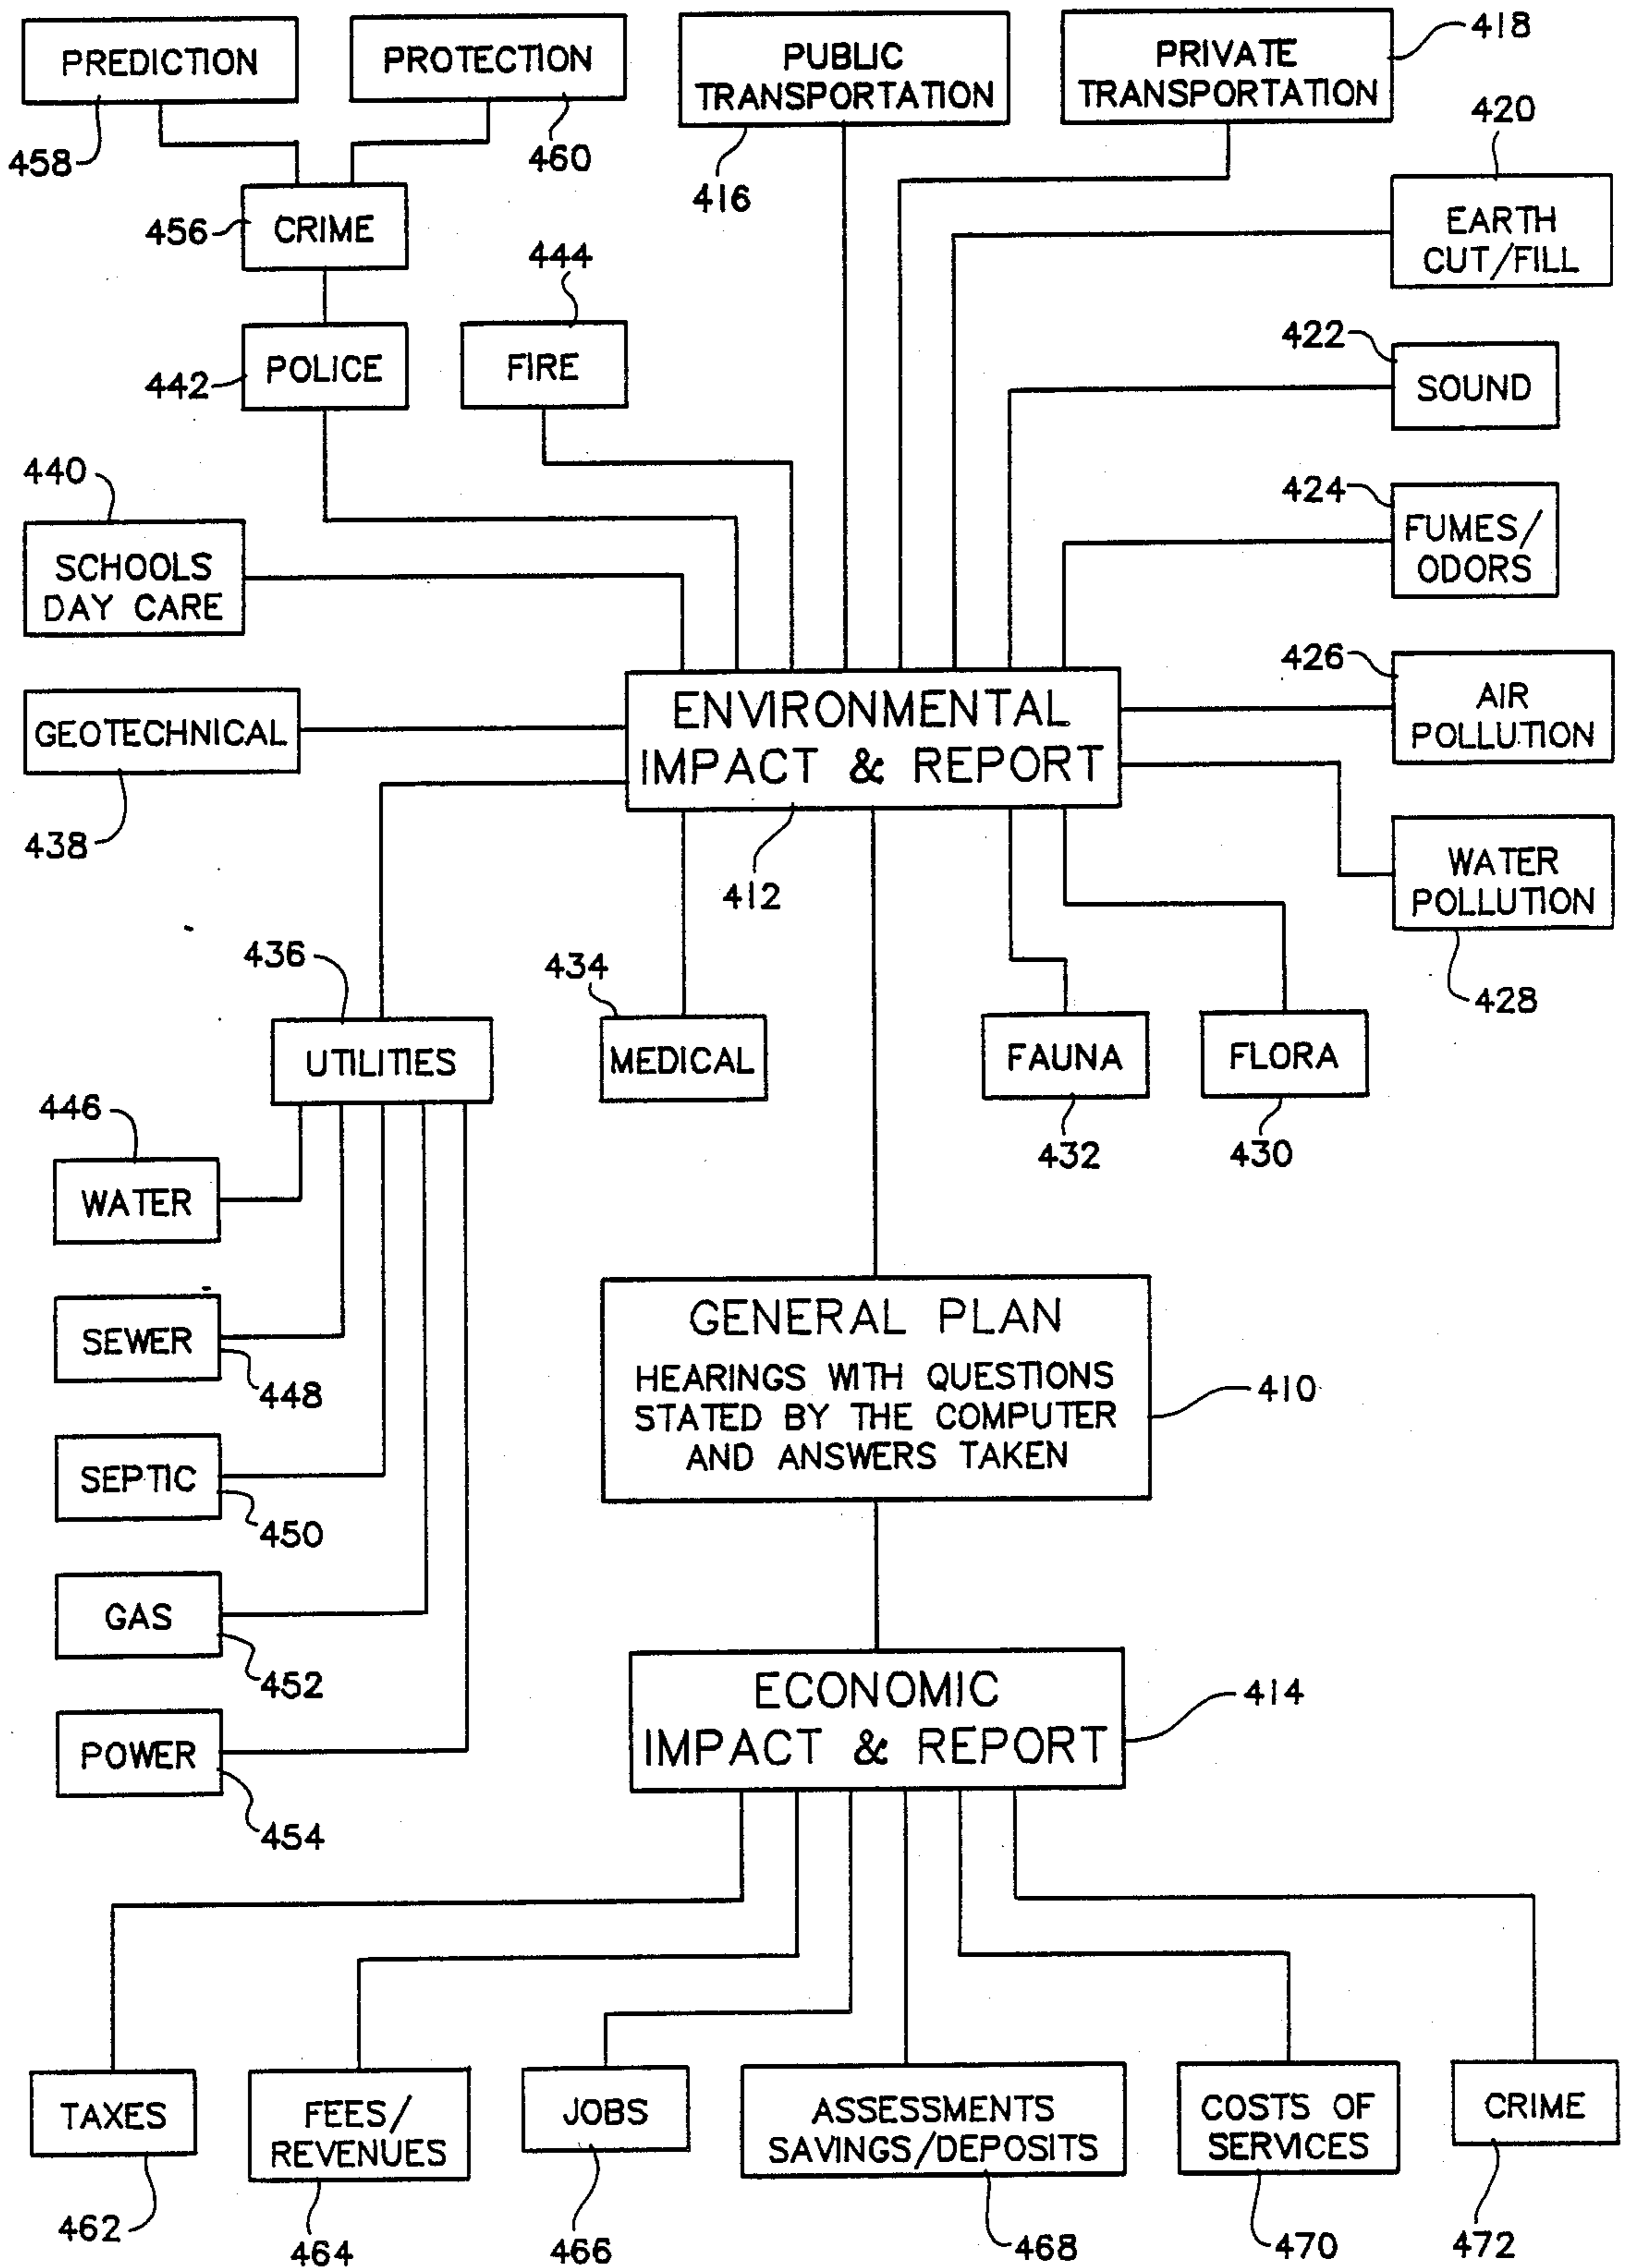 PREDICTION
458
PROTECTION
460
PUBLIC
TRANSPORTATION
416
PRIVATE
TRANSPORTATION
418
420
EARTH
CUT/FILL
456
CRIME
444
442
POLICE
FIRE
422
SOUND
440
SCHOOLS
DAY CARE
424
FUMES/
ODORS
426
AIR
POLLUTION
GEOTECHNICAL
438
ENVIRONMENTAL
IMPACT & REPORT
412
WATER
POLLUTION
428
436
UTILITIES
434
MEDICAL
FAUNA
432
FLORA
430
446
WATER
SEWER
448
SEPTIC
450
GAS
452
POWER
454
GENERAL PLAN
HEARINGS WITH QUESTIONS
STATED BY THE COMPUTER
AND ANSWERS TAKEN
410
ECONOMIC
IMPACT & REPORT
414
TAXES
462
FEES/
REVENUES
464
JOBS
466
ASSESSMENTS
SAVINGS/DEPOSITS
468
COSTS OF
SERVICES
470
CRIME
472